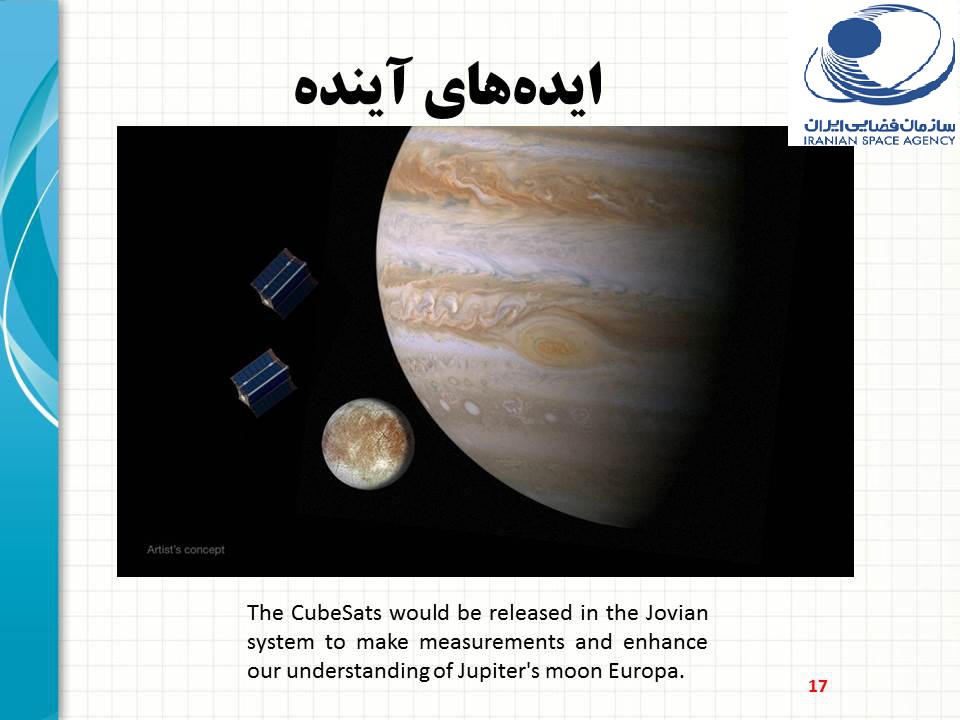 ایده‌های آینده
سازمان فضایی ایران
IRANIAN SPACE AGENCY
Artist's concept
The CubeSats would be released in the Jovian
system to make measurements and enhance
our understanding of Jupiter's moon Europa.
17